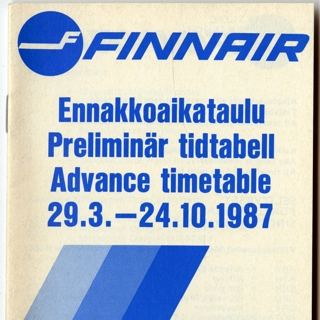 FINNAIR
Ennakkoaikataulu
Preliminär tidtabell
Advance timetable
29.3.—24.10.1987